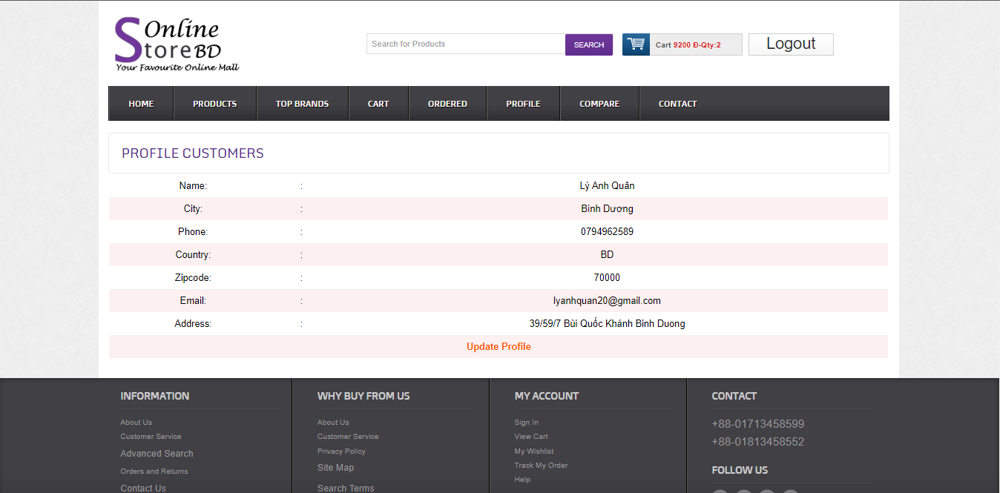 S Online
toreBD
Your Favourite Online Mall
Search for Products
SEARCH
Cart 9200 Đ-Qty:2
Logout
HOME PRODUCTS TOP BRANDS CART ORDERED PROFILE COMPARE CONTACT
PROFILE CUSTOMERS
Name: : Lý Anh Quân
City: : Bình Dương
Phone: : 0794962589
Country: : BD
Zipcode: : 70000
Email: : lyanhquan20@gmail.com
Address: : 39/59/7 Bùi Quốc Khánh Binh Duong
Update Profile
INFORMATION
About Us
Customer Service
Advanced Search
Orders and Returns
Contact Us
WHY BUY FROM US
About Us
Customer Service
Privacy Policy
Site Map
Search Terms
MY ACCOUNT
Sign In
View Cart
My Wishlist
Track My Order
Help
CONTACT
+88-01713458599
+88-01813458552
FOLLOW US